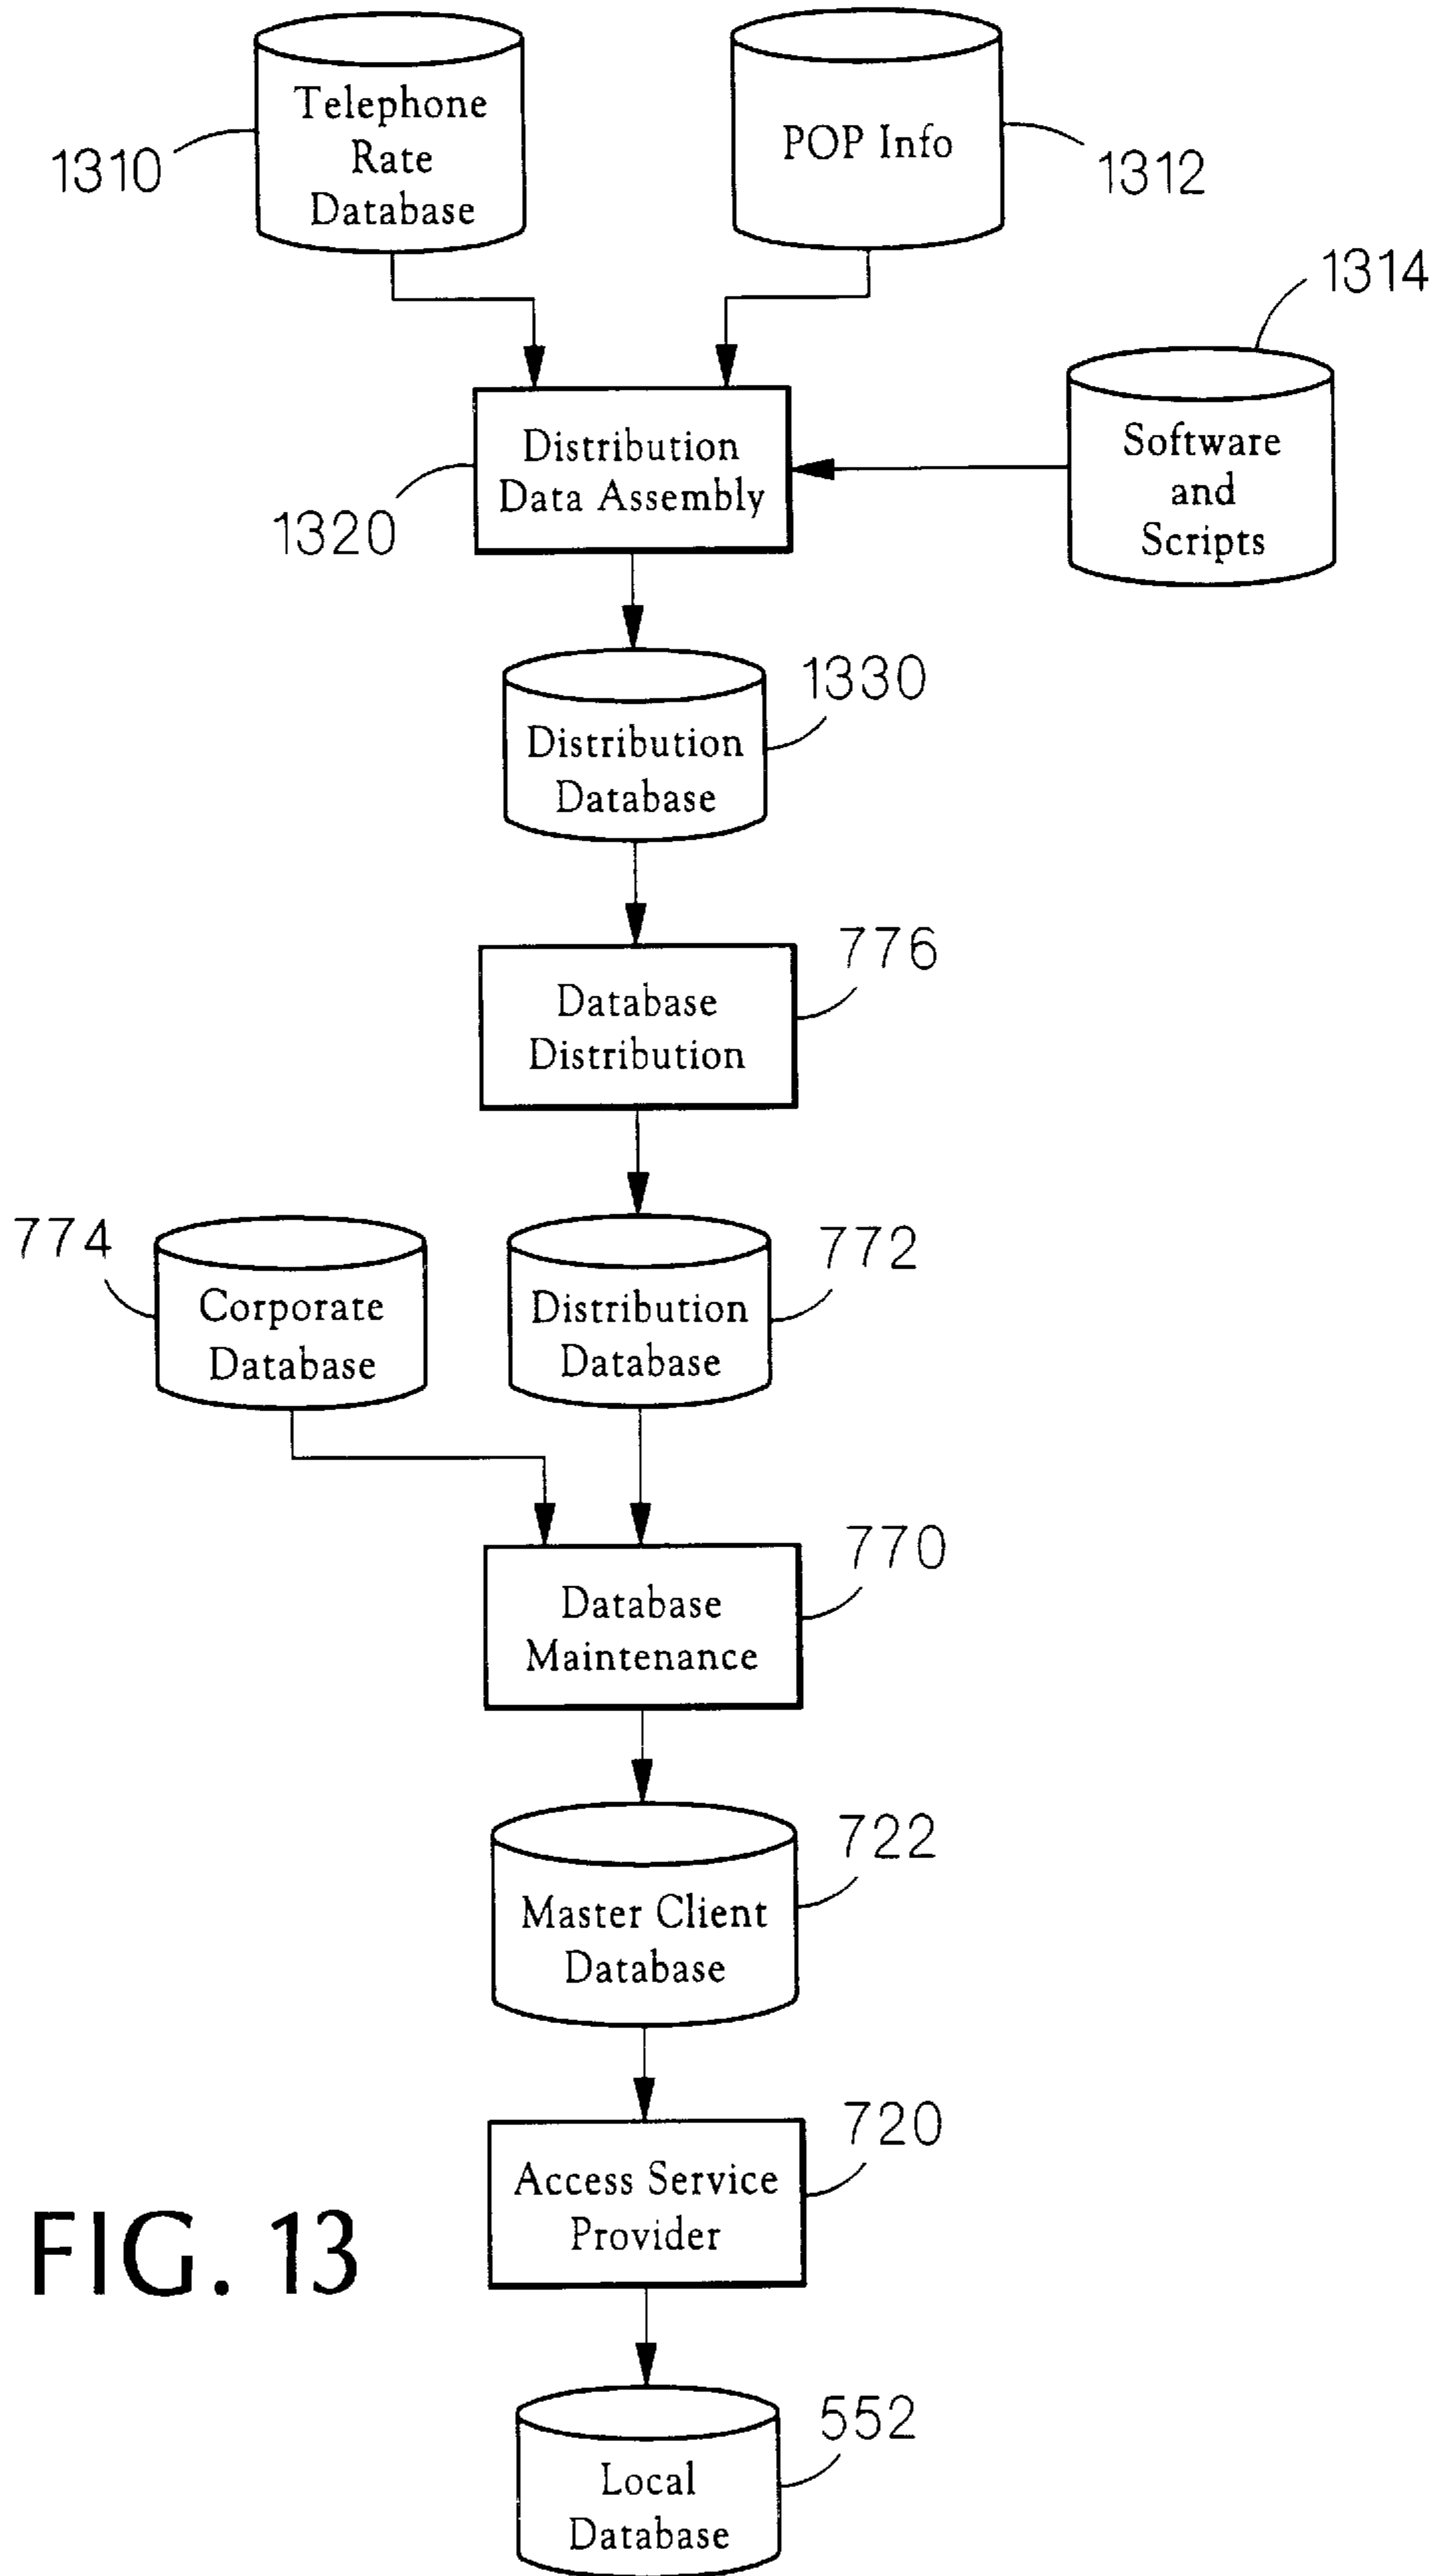 Telephone
Rate
Database
1310
POP Info
1312
1314
Software
and
Scripts
Distribution
Data Assembly
1320
1330
Distribution
Database
776
Database
Distribution
774
Corporate
Database
772
Distribution
Database
770
Database
Maintenance
722
Master Client
Database
720
Access Service
Provider
FIG. 13
552
Local
Database